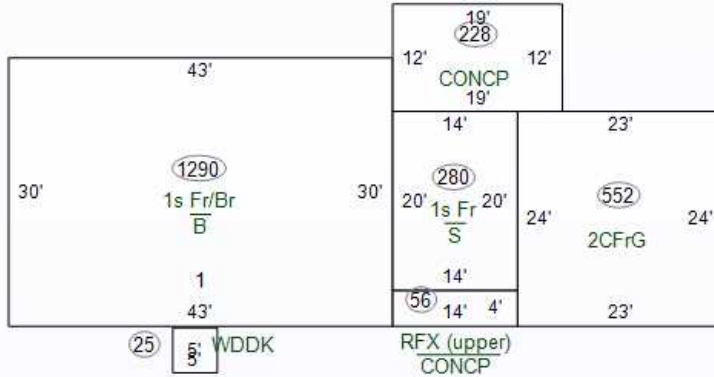 19'
228
12' 12'
CONCP
19'
43'
14' 23'
1290
280
552
30' 30'
1s Fr/Br
B
20' 1s Fr 20'
S
24' 24'
2CFrG
1
14'
56
43'
14' 4' 23'
25
5'
5'
WDDK
RFX (upper)
CONCP